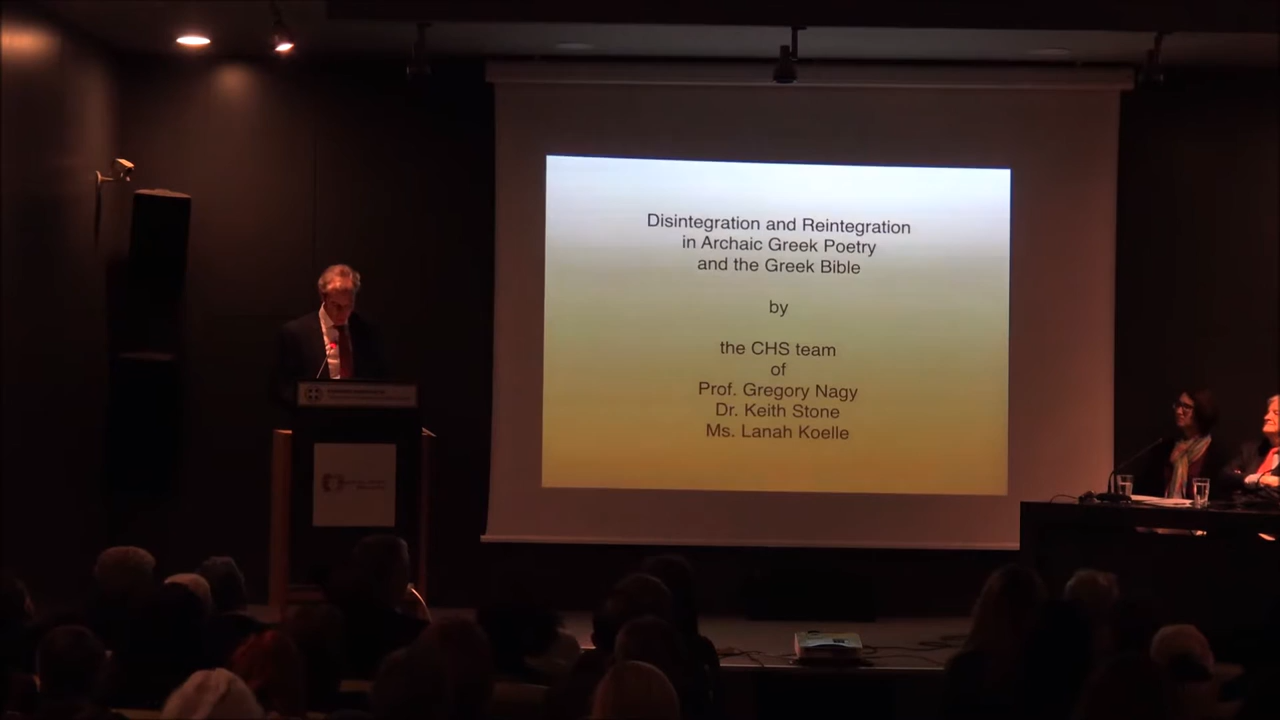 Disintegration and Reintegration
in Archaic Greek Poetry
and the Greek Bible
by
the CHS team
of
Prof. Gregory Nagy
Dr. Keith Stone
Ms. Lanah Koelle